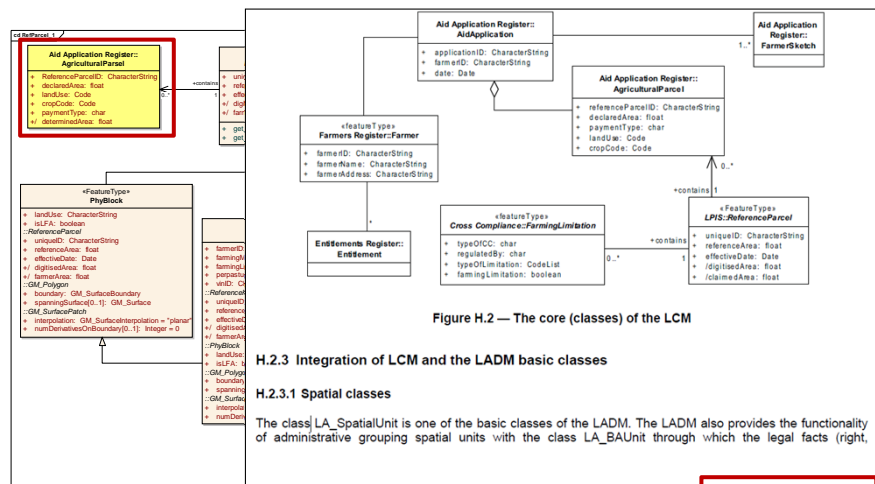 cd RefParcel_1
Aid Application Register::
AgriculturalParsel
+ ReferenceParcelID: CharacterString
+ declaredArea: float
+ landUse: Code
+ cropCode: Code
+ paymentType: char
+/ determinedArea: float
+contains
0..*
1
+
+
+
+/
+/
+
+
«FeatureType»
PhyBlock
+ landUse: CharacterString
+ isLFA: boolean
::ReferenceParcel
+ uniqueID: CharacterString
+ referenceArea: float
+ effectiveDate: Date
+/ digitisedArea: float
+/ farmerArea: float
::GM_Polygon
+ boundary: GM_SurfaceBoundary
+ spanningSurface[0..1]: GM_Surface
::GM_SurfacePatch
+ interpolation: GM_SurfaceInterpolation = "planar"
+ numDerivativesOnBoundary[0..1]: Integer = 0
+ farmerID:
+
+
+
+
+ uniqueID
+
+
+/
+/
::PhyBlock
+ landUse:
+
+ boundary
+
+
+
Aid Application Register::
AidApplication
+ applicationID: CharacterString
+ farmerID: CharacterString
+ date: Date
Aid Application
Register::
FarmerSketch
1..*
Aid Application Register::
AgriculturalParcel
+ referenceParcelID: CharacterString
+ declaredArea: float
+ paymentType: char
+ landUse: Code
+ cropCode: Code
«featureType»
Farmers Register::Farmer
+ farmerID: CharacterString
+ farmerName: CharacterString
+ farmerAddress: CharacterString
0..*
+contains 1
*
Entitlements Register::
Entitlement
«featureType»
Cross Compliance::FarmingLimitation
+ typeOfCC: char
+ regulatedBy: char
+ typeOfLimitation: CodeList
+ farmingLimitation: boolean
+contains
0..*
1
«FeatureType»
LPIS::ReferenceParcel
+ uniqueID: CharacterString
+ referenceArea: float
+ effectiveDate: Date
+ /digitisedArea: float
+ /claimedArea: float
Figure H.2 — The core (classes) of the LCM
H.2.3 Integration of LCM and the LADM basic classes
H.2.3.1 Spatial classes
The class LA_SpatialUnit is one of the basic classes of the LADM. The LADM also provides the functionality
of administrative grouping spatial units with the class LA_BAUnit through which the legal facts (right,